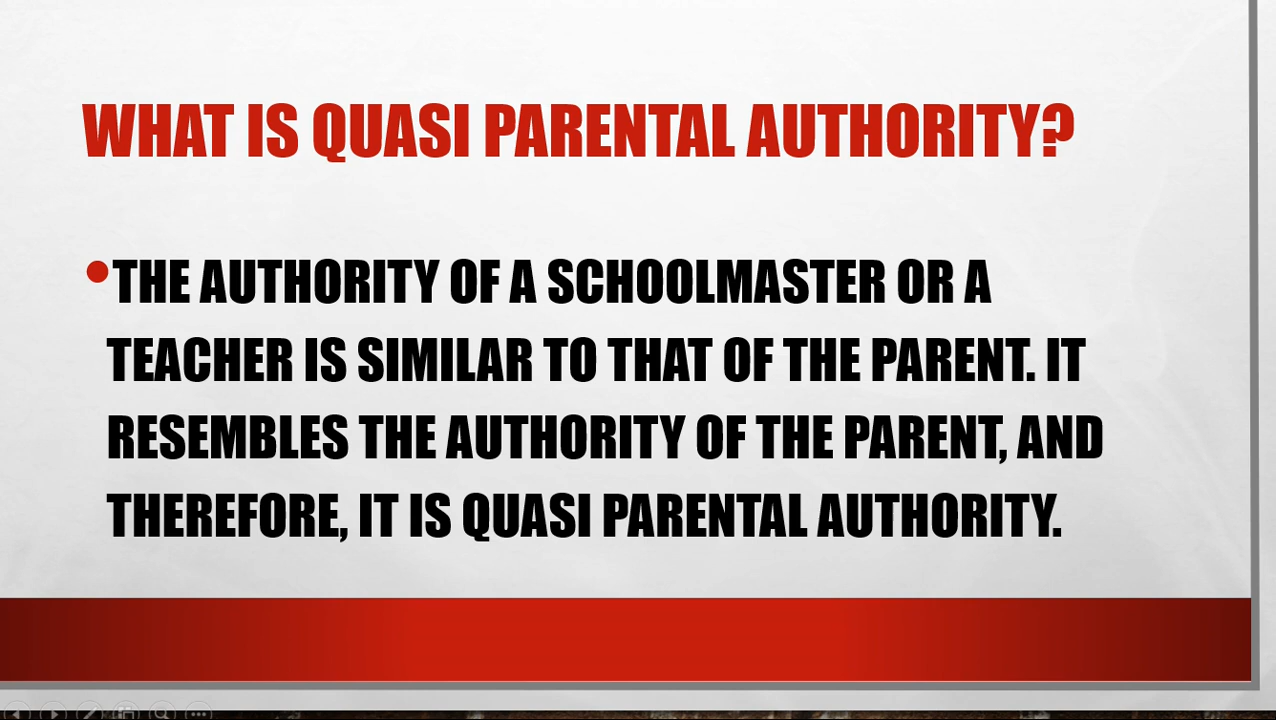 WHAT IS QUASI PARENTAL AUTHORITY?
•THE AUTHORITY OF A SCHOOLMASTER OR A
TEACHER IS SIMILAR TO THAT OF THE PARENT. IT
RESEMBLES THE AUTHORITY OF THE PARENT, AND
THEREFORE, IT IS QUASI PARENTAL AUTHORITY.